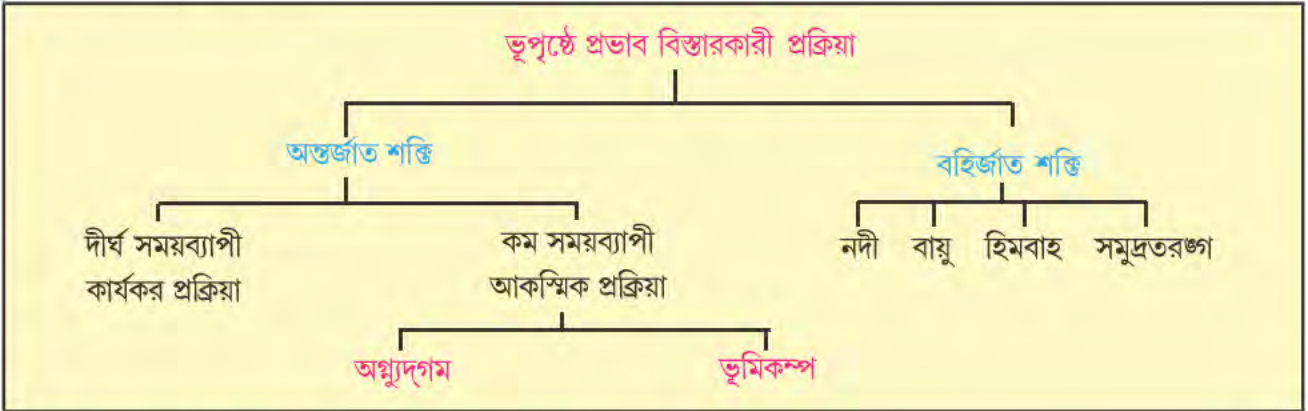 ভূপৃষ্ঠে প্রভাব বিস্তারকারী প্রক্রিয়া
অন্তর্জাত শক্তি
বহির্জাত শক্তি
দীর্ঘ সময়ব্যাপী
কার্যকর প্রক্রিয়া
কম সময়ব্যাপী
আকস্মিক প্রক্রিয়া
নদী বায়ু হিমবাহ সমুদ্রতরঙ্গ
অগ্ন্যুদ্‌গম
ভূমিকম্প